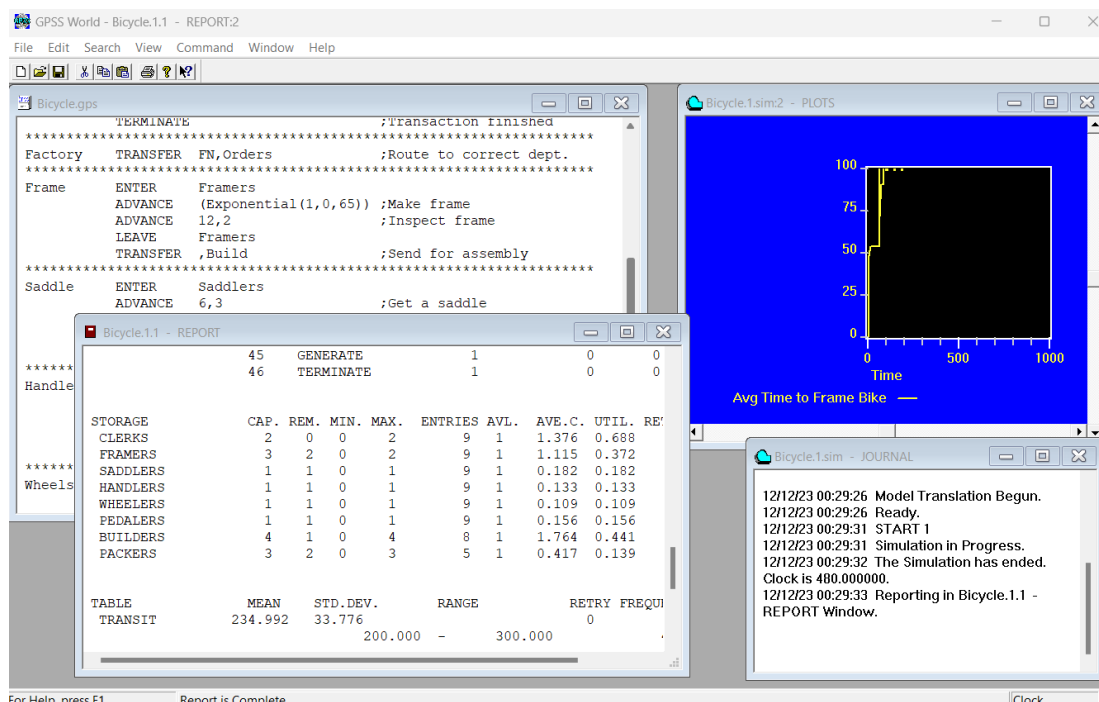 GPSS World - Bicycle.1.1 - REPORT:2
File Edit Search View Command Window Help
Bicycle.gps
TERMINATE ;Transaction finished
**********************************************************************
Factory TRANSFER FN,Orders ;Route to correct dept.
**********************************************************************
Frame ENTER Framers
ADVANCE (Exponential(1,0,65)) ;Make frame
ADVANCE 12,2 ;Inspect frame
LEAVE Framers
TRANSFER ,Build ;Send for assembly
**********************************************************************
Saddle ENTER Saddlers
ADVANCE 6,3 ;Get a saddle
******
Handle
******
Wheels
Bicycle.1.1 - REPORT
45 GENERATE 1 0 0
46 TERMINATE 1 0 0
STORAGE CAP. REM. MIN. MAX. ENTRIES AVL. AVE.C. UTIL. RE
CLERKS 2 0 0 2 9 1 1.376 0.688
FRAMERS 3 2 0 2 9 1 1.115 0.372
SADDLERS 1 1 0 1 9 1 0.182 0.182
HANDLERS 1 1 0 1 9 1 0.133 0.133
WHEELERS 1 1 0 1 9 1 0.109 0.109
PEDALERS 1 1 0 1 9 1 0.156 0.156
BUILDERS 4 1 0 4 8 1 1.764 0.441
PACKERS 3 2 0 3 5 1 0.417 0.139
TABLE MEAN STD.DEV. RANGE RETRY FREQU
TRANSIT 234.992 33.776 0
200.000 - 300.000
Bicycle.1.sim:2 - PLOTS
100
75
50
25
0
0 500 1000
Time
Avg Time to Frame Bike
Bicycle.1.sim - JOURNAL
12/12/23 00:29:26 Model Translation Begun.
12/12/23 00:29:26 Ready.
12/12/23 00:29:31 START 1
12/12/23 00:29:31 Simulation in Progress.
12/12/23 00:29:32 The Simulation has ended.
Clock is 480.000000.
12/12/23 00:29:33 Reporting in Bicycle.1.1 -
REPORT Window.
For Help, press F1 Report is Complete. Clock